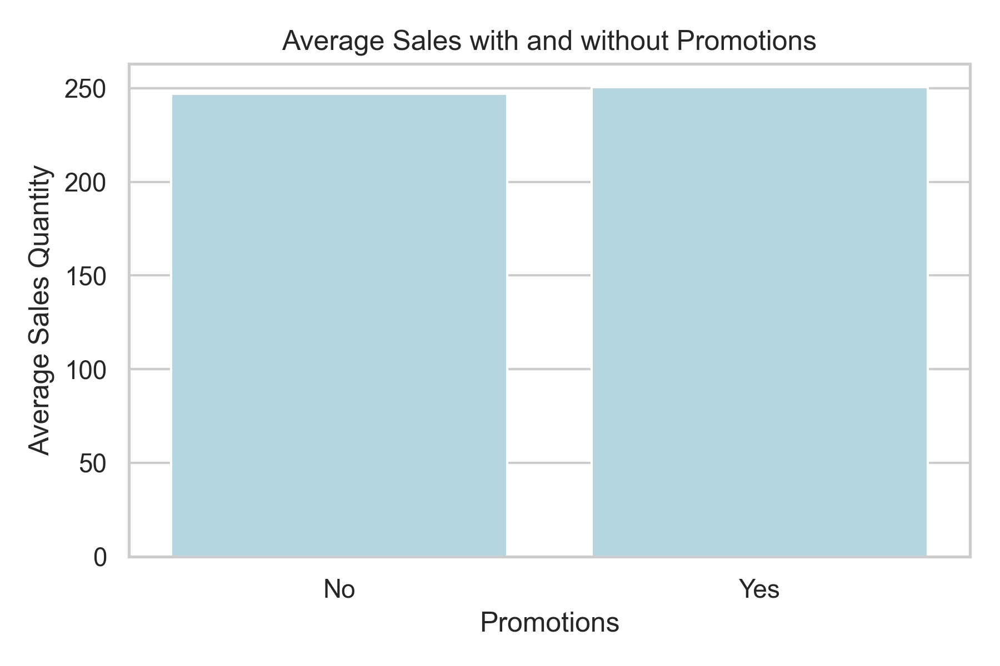 Average Sales with and without Promotions
Average Sales Quantity
250
200
150
100
50
0
No
Yes
Promotions